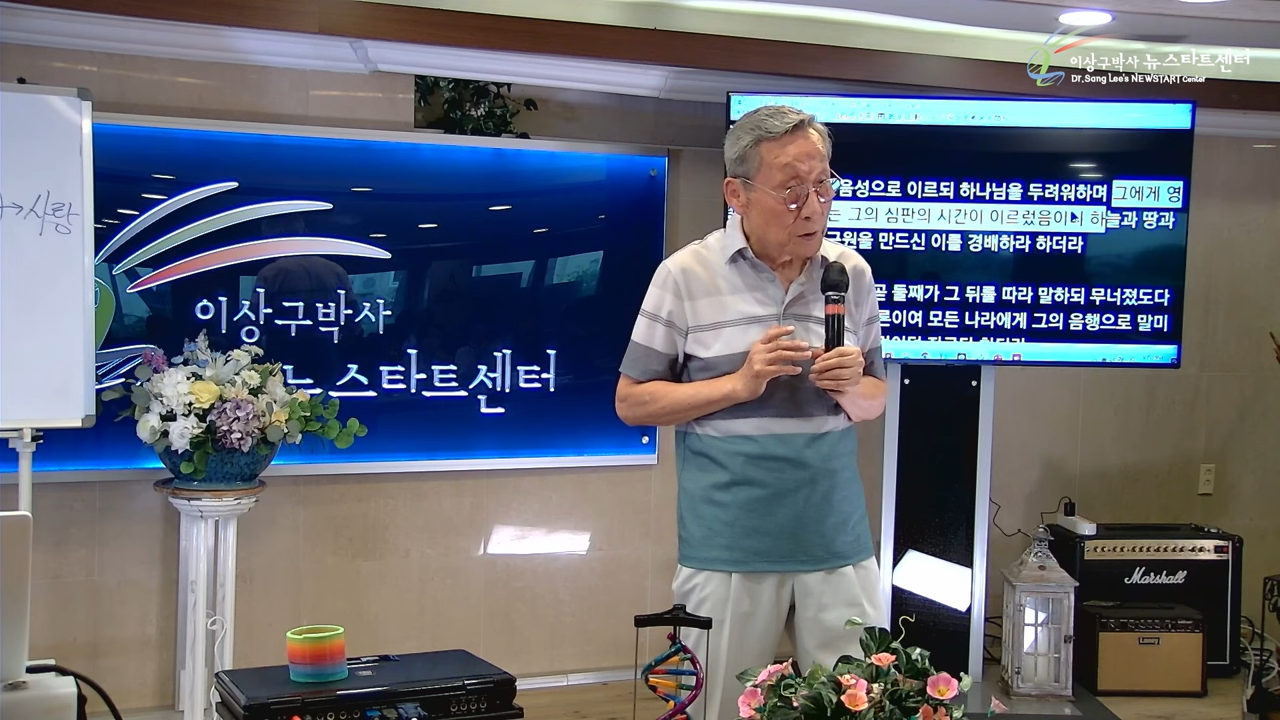 이상구박사 뉴스타트센터
Dr. Sang Lee's NEWSTART Center
→사랑
이상구박사
뉴스타트센터
음성으로 이르되 하나님을 두려워하며 그에게 영
는 그의 심판의 시간이 이르렀음이니 하늘과 땅과
근원을 만드신 이를 경배하라 하더라
곧 둘째가 그 뒤를 따라 말하되 무너졌도다
론이여 모든 나라에게 그의 음행으로 말미
Marshall
Laney